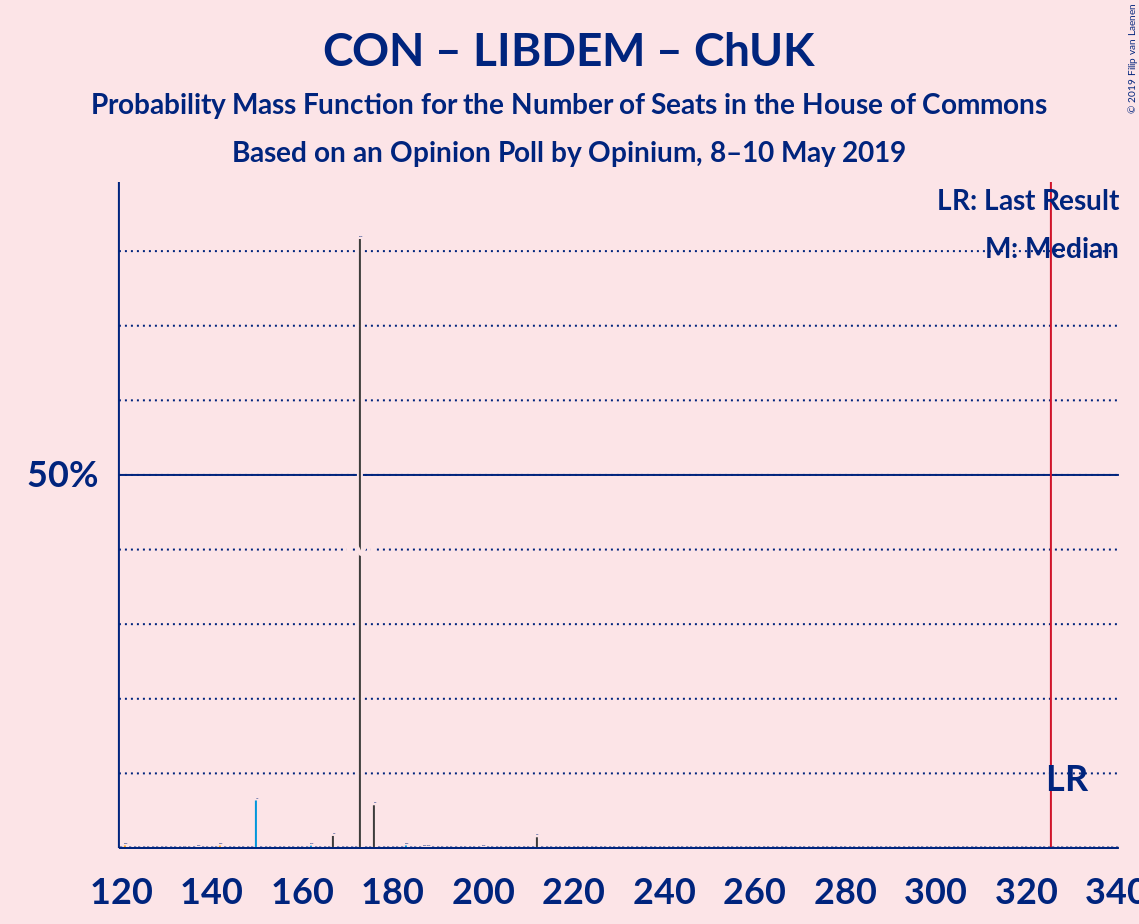 CON – LIBDEM – ChUK
Probability Mass Function for the Number of Seats in the House of Commons
Based on an Opinion Poll by Opinium, 8–10 May 2019
© 2019 Filip van Laenen
LR: Last Result
M: Median
50%
M
LR
120 140 160 180 200 220 240 260 280 300 320 340